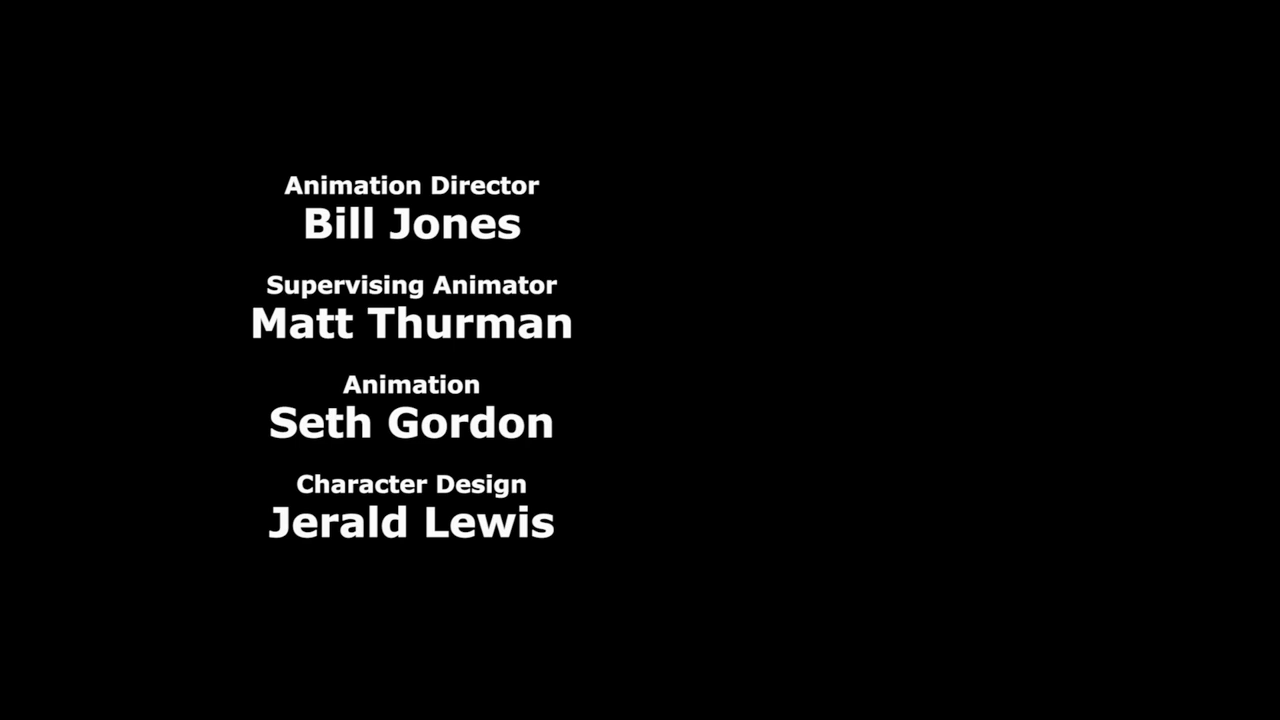 Animation Director
Bill Jones
Supervising Animator
Matt Thurman
Animation
Seth Gordon
Character Design
Jerald Lewis